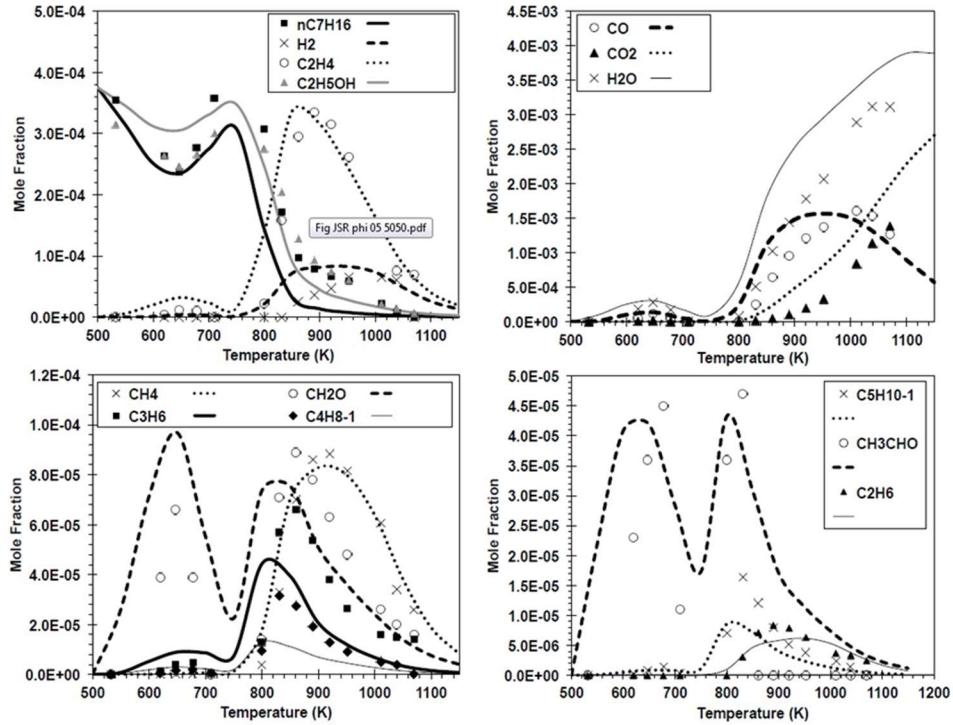 5.0E-04
4.0E-04
3.0E-04
2.0E-04
1.0E-04
0.0E+00
Mole Fraction
nC7H16
H2
C2H4
C2H5OH
Fig JSR phi 05 5050.pdf
500 600 700 800 900 1000 1100
Temperature (K)
4.5E-03
4.0E-03
3.5E-03
3.0E-03
2.5E-03
2.0E-03
1.5E-03
1.0E-03
5.0E-04
0.0E+00
Mole Fraction
CO
CO2
H2O
500 600 700 800 900 1000 1100
Temperature (K)
1.2E-04
1.0E-04
8.0E-05
6.0E-05
4.0E-05
2.0E-05
0.0E+00
Mole Fraction
CH4 CH2O
C3H6 C4H8-1
500 600 700 800 900 1000 1100
Temperature (K)
5.0E-05
4.5E-05
4.0E-05
3.5E-05
3.0E-05
2.5E-05
2.0E-05
1.5E-05
1.0E-05
5.0E-06
0.0E+00
Mole Fraction
C5H10-1
CH3CHO
C2H6
500 600 700 800 900 1000 1100 1200
Temperature (K)